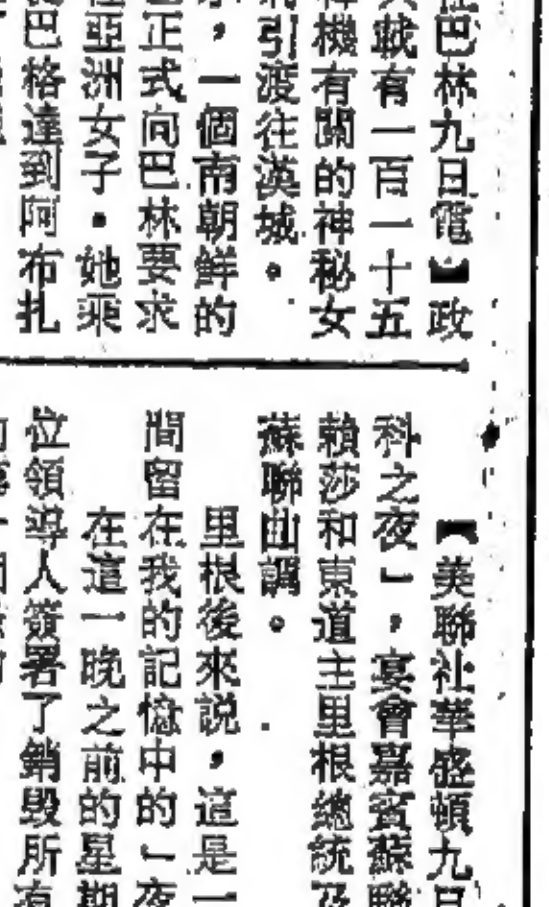 巴林九日電】政
載有一百一十五
機有關的神秘女
引渡往漢城。
，一個南朝鮮的
正式向巴林要求
亞洲女子。她乘
巴格達到阿布扎
【美聯社華盛頓九日
科之夜」，宴會嘉賓蘇聯
賴莎和東道主里根總統及
蘇聯曲調。
里根後來説，這是一
間留在我的記憶中的「夜
在這一晚之前的星期
位領導人簽署了銷毀所有